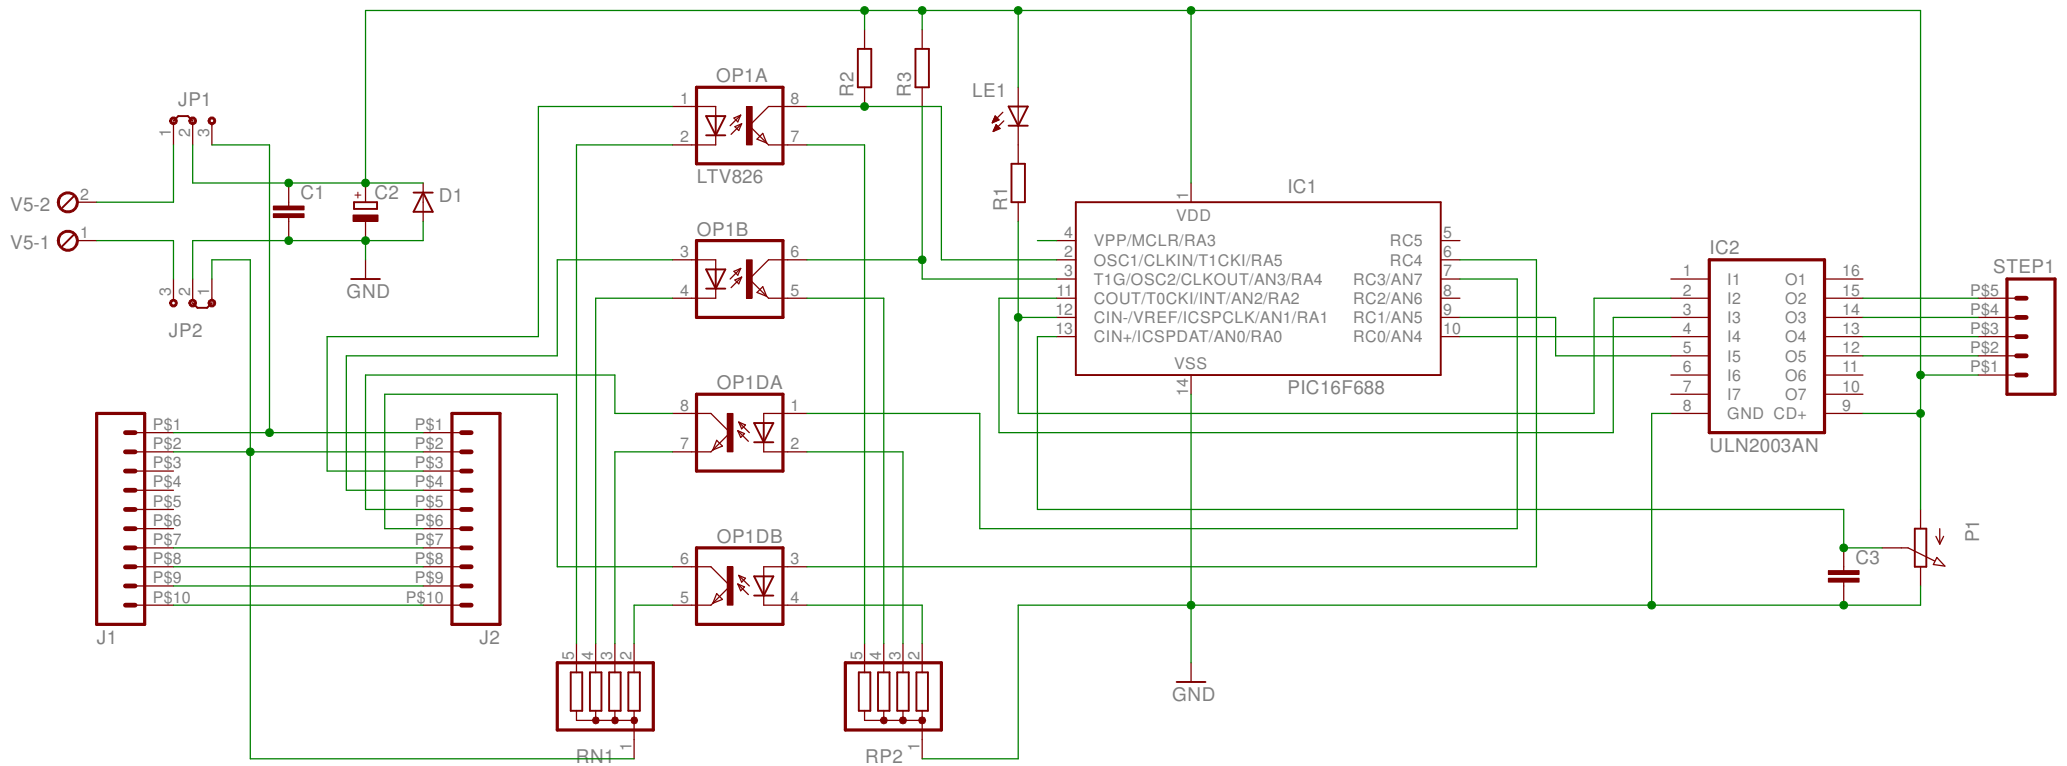 JP1
1
2
3
V5-2
2
V5-1
1
C1
+
C2
D1
GND
3
2
1
JP2
OP1A
1
2
8
7
LTV826
OP1B
3
4
6
5
OP1DA
8
7
1
2
OP1DB
6
5
3
4
R2
R3
LE1
R1
IC1
1
VDD
4 VPP/MCLR/RA3 RC5 5
2 OSC1/CLKIN/T1CKI/RA5 RC4 6
3 T1G/OSC2/CLKOUT/AN3/RA4 RC3/AN7 7
11 COUT/T0CKI/INT/AN2/RA2 RC2/AN6 8
12 CIN-/VREF/ICSPCLK/AN1/RA1 RC1/AN5 9
13 CIN+/ICSPDAT/AN0/RA0 RC0/AN4 10
VSS
14
PIC16F688
IC2
1 I1 O1 16
2 I2 O2 15
3 I3 O3 14
4 I4 O4 13
5 I5 O5 12
6 I6 O6 11
7 I7 O7 10
8 GND CD+ 9
ULN2003AN
STEP1
P$5
P$4
P$3
P$2
P$1
P$1
P$2
P$3
P$4
P$5
P$6
P$7
P$8
P$9
P$10
J1
P$1
P$2
P$3
P$4
P$5
P$6
P$7
P$8
P$9
P$10
J2
5
4
3
2
1
RN1
5
4
3
2
1
RP2
GND
C3
P1